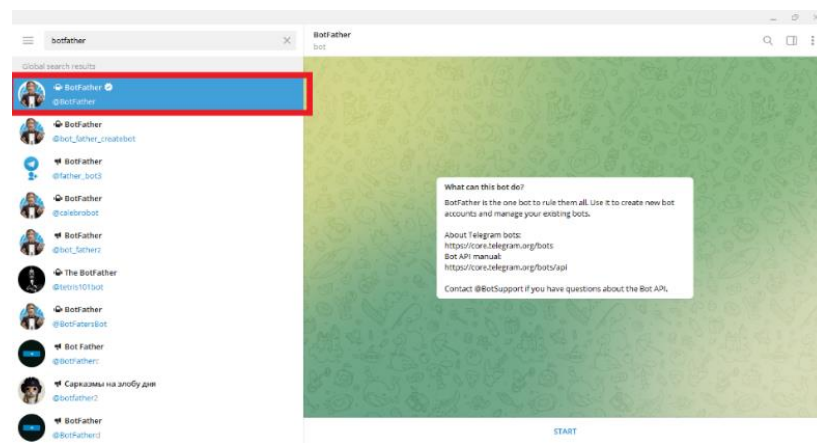 botfather
BotFather
bot
Global search results
BotFather
@BotFather
BotFather
@bot_father_createbot
BotFather
@father_bot3
BotFather
@calebrobot
BotFather
@bot_fatherz
The BotFather
@tetris101bot
BotFather
@BotFatersBot
Bot Father
Сарказмы на злобу дни
@botfather2
BotFather
@BotFatherd
What can this bot do?
BotFather is the one bot to rule them all. Use it to create new bot
accounts and manage your existing bots.
About Telegram bots:
https://core.telegram.org/bots
Bot API manual:
https://core.telegram.org/bots/api
Contact @BotSupport if you have questions about the Bot API.
START